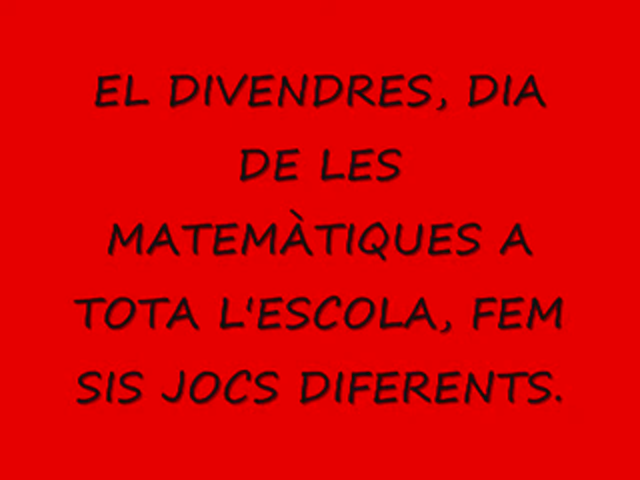 EL DIVENDRES, DIA
DE LES
MATEMÀTIQUES A
TOTA L'ESCOLA, FEM
SIS JOCS DIFERENTS.